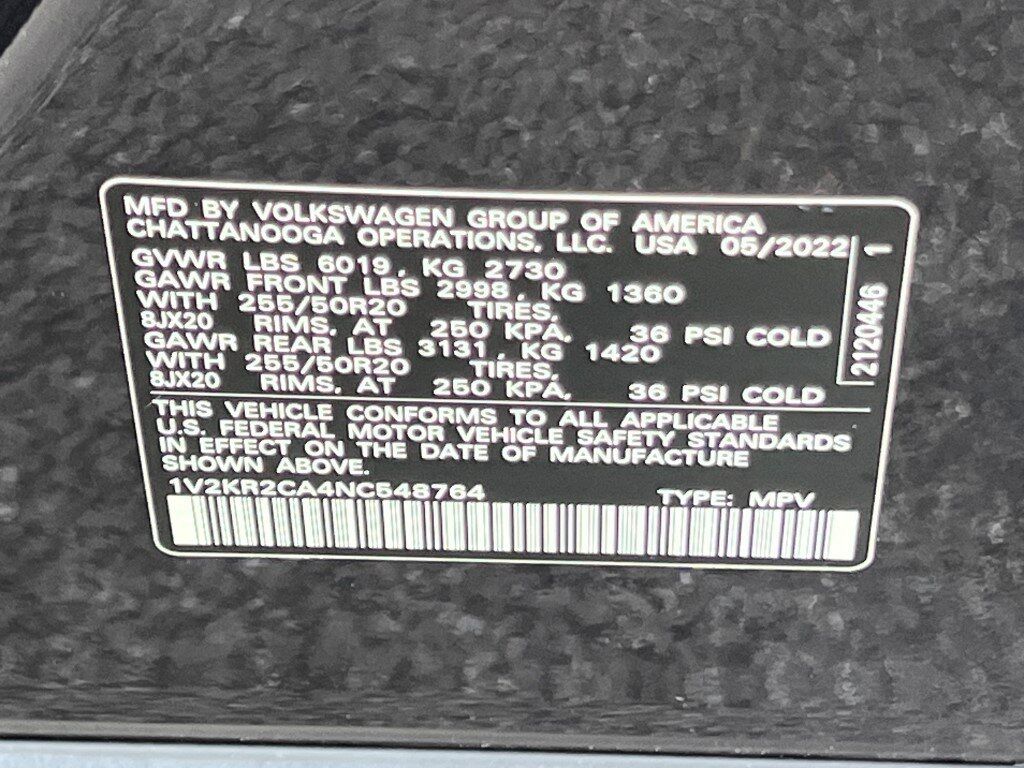 MFD BY VOLKSWAGEN GROUP OF AMERICA
CHATTANOOGA OPERATIONS, LLC. USA 05/2022
GVWR LBS 6019, KG 2730
GAWR FRONT LBS 2998, KG 1360
WITH 255/50R20 TIRES,
8JX20 RIMS, AT 250 KPA, 36 PSI COLD
GAWR REAR LBS 3131, KG 1420
WITH 255/50R20 TIRES,
8JX20 RIMS, AT 250 KPA, 36 PSI COLD
2120446 1
THIS VEHICLE CONFORMS TO ALL APPLICABLE
U.S. FEDERAL MOTOR VEHICLE SAFETY STANDARDS
IN EFFECT ON THE DATE OF MANUFACTURE
SHOWN ABOVE.
1V2KR2CA4NC548764 TYPE: MPV